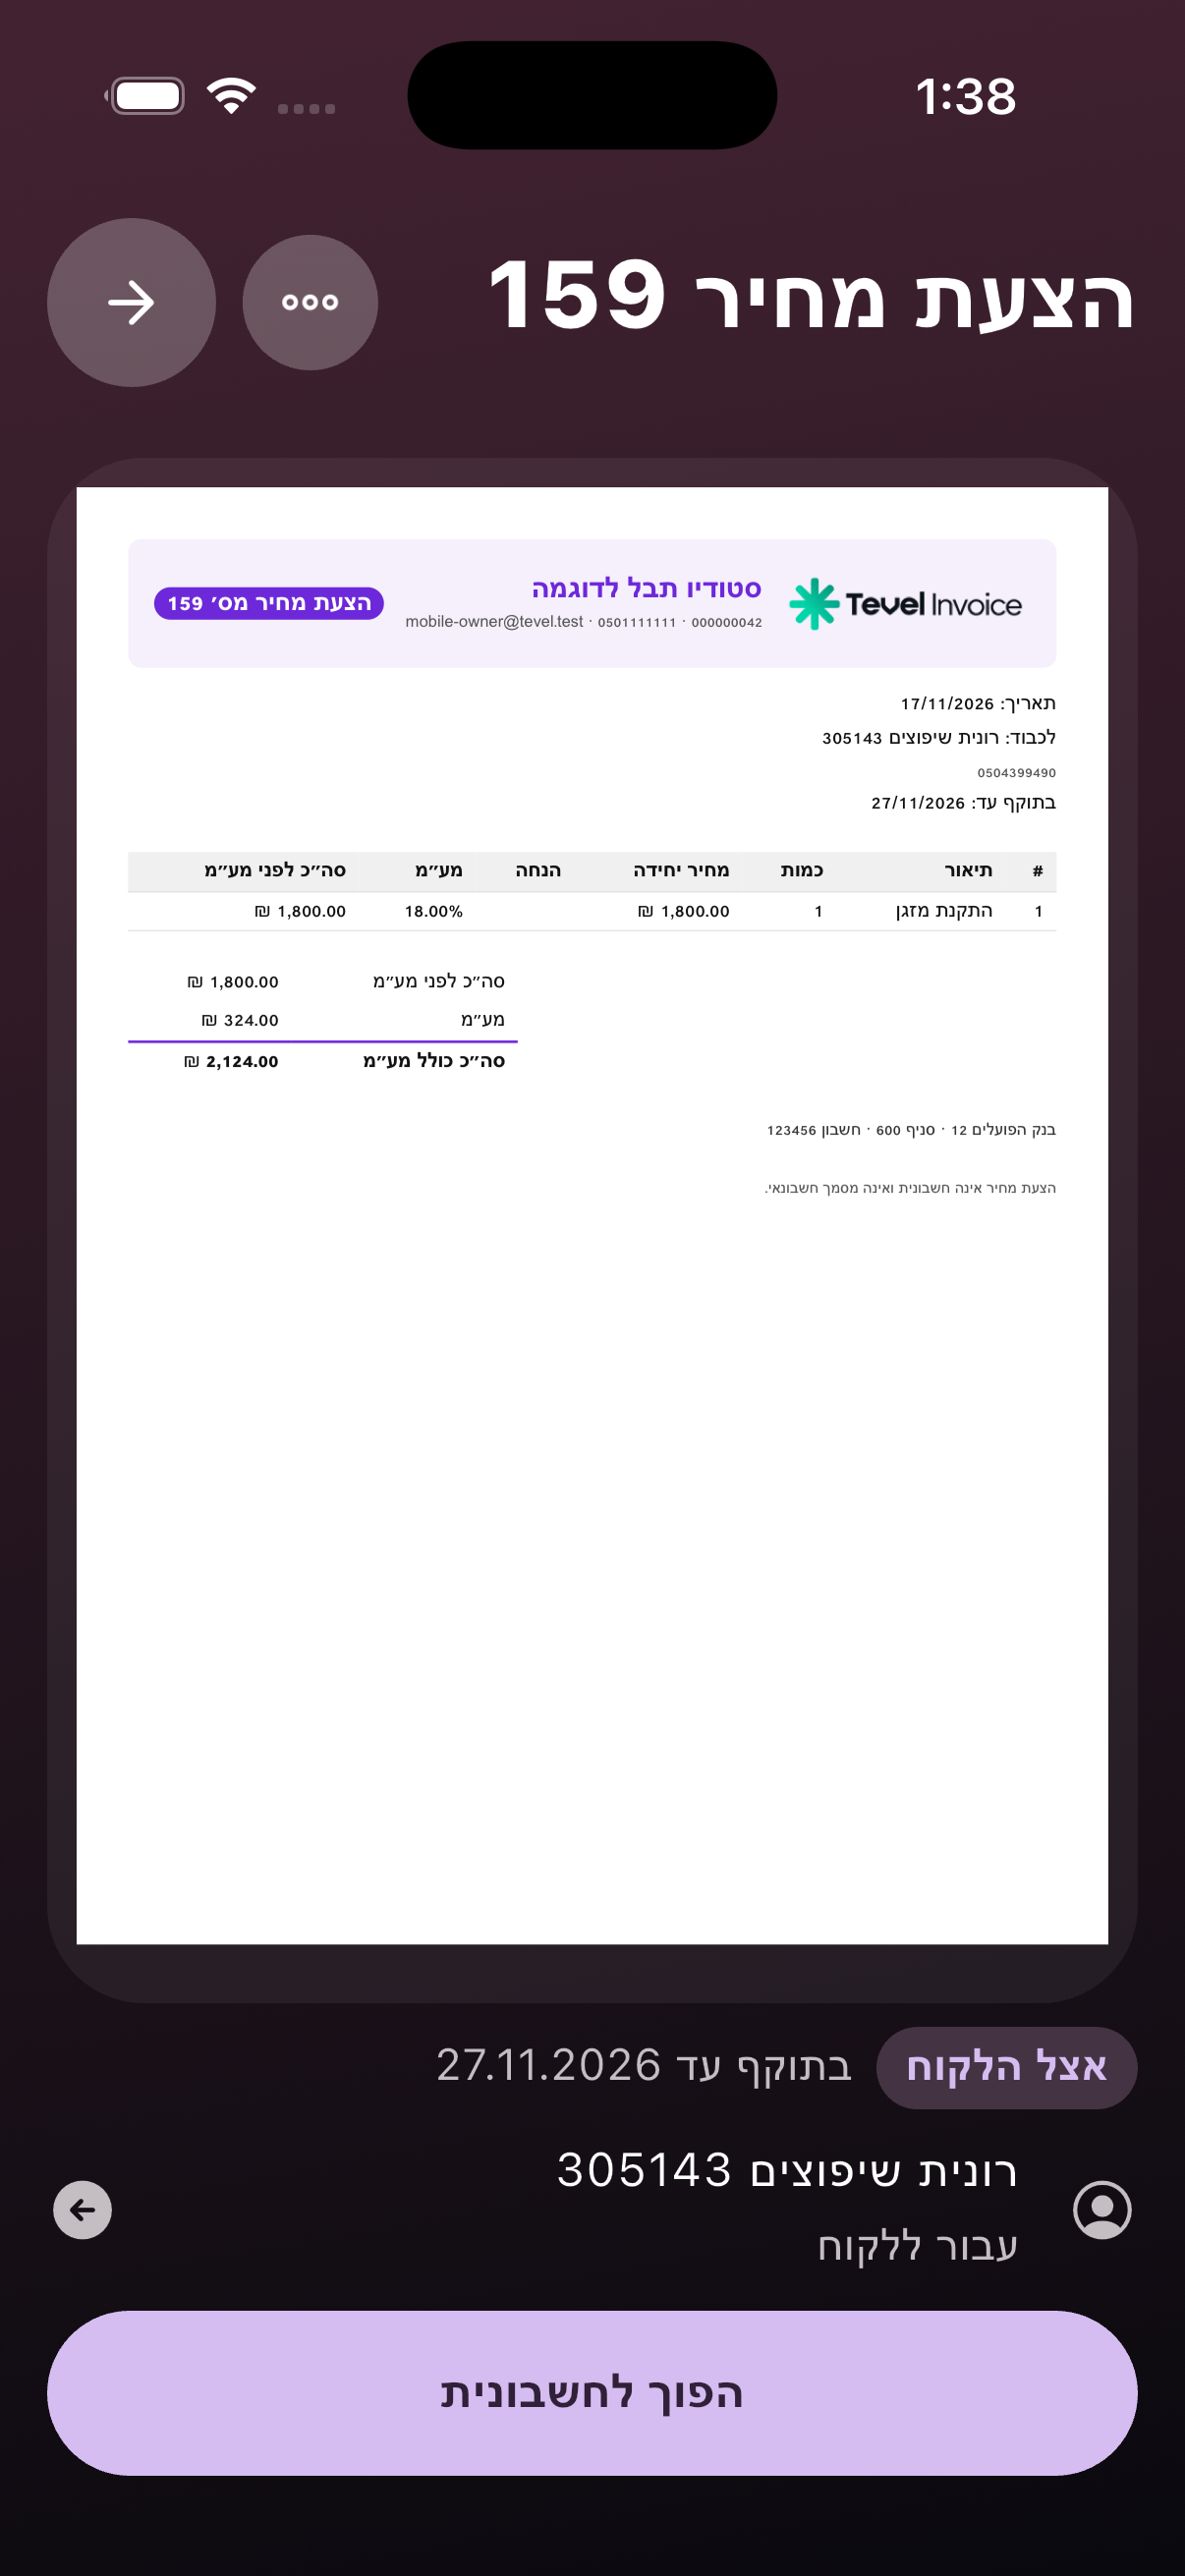 1:38
הצעת מחיר 159
Tevel Invoice
סטודיו תבל לדוגמה
000000042 · 0501111111 · mobile-owner@tevel.test
הצעת מחיר מס׳ 159
תאריך: 17/11/2026
לכבוד: רונית שיפוצים 305143
0504399490
בתוקף עד: 27/11/2026
# תיאור כמות מחיר יחידה הנחה מע״מ סה״כ לפני מע״מ
1 התקנת מזגן 1 1,800.00 ₪ 18.00% 1,800.00 ₪
סה״כ לפני מע״מ 1,800.00 ₪
מע״מ 324.00 ₪
סה״כ כולל מע״מ 2,124.00 ₪
בנק הפועלים 12 · סניף 600 · חשבון 123456
הצעת מחיר אינה חשבונית ואינה מסמך חשבונאי.
אצל הלקוח בתוקף עד 27.11.2026
רונית שיפוצים 305143
עבור ללקוח
הפוך לחשבונית